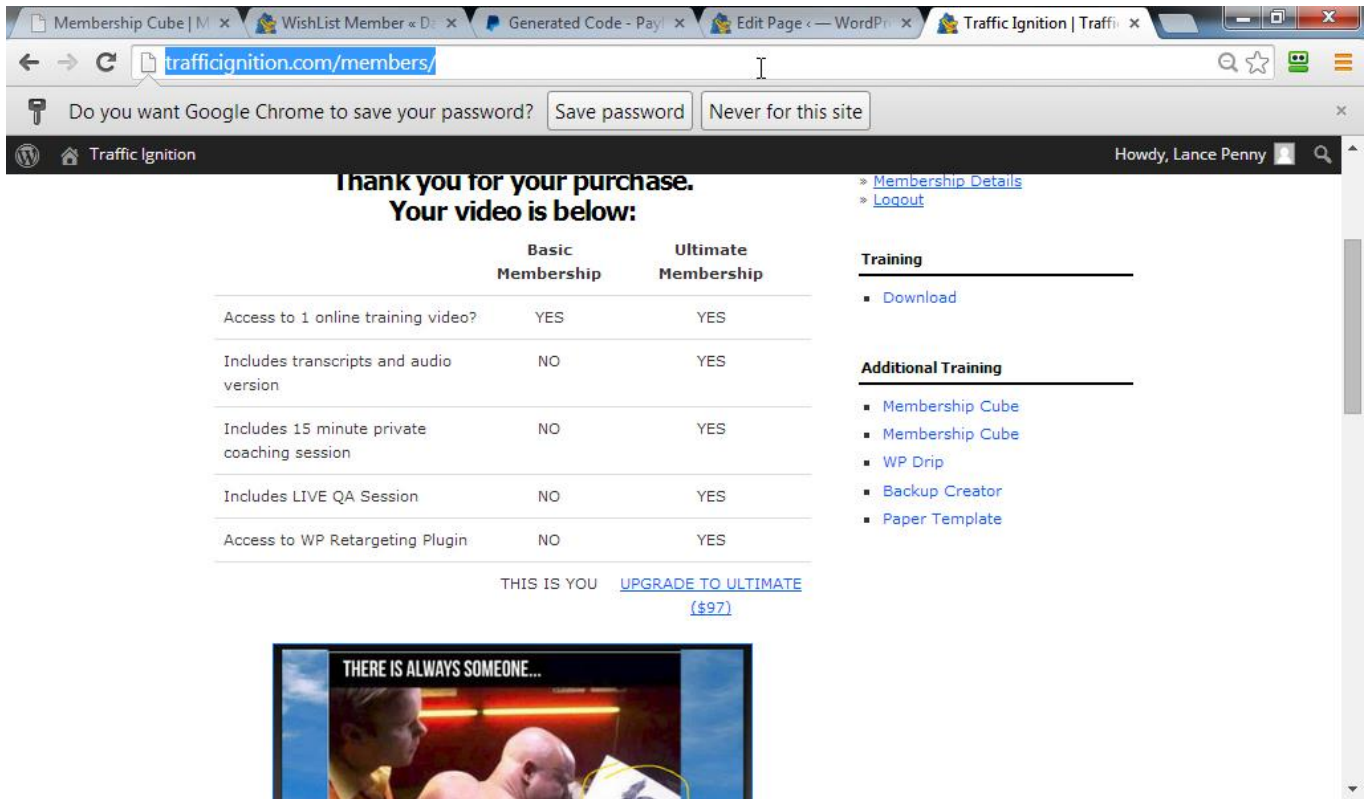 Membership Cube | M
WishList Member « Da
Generated Code - Payl
Edit Page ‹ — WordPr
Traffic Ignition | Traffi
trafficignition.com/members/
Do you want Google Chrome to save your password?
Save password
Never for this site
Traffic Ignition
Howdy, Lance Penny
Thank you for your purchase.
Your video is below:
Basic
Membership
Ultimate
Membership
Access to 1 online training video? YES YES
Includes transcripts and audio
version
NO YES
Includes 15 minute private
coaching session
NO YES
Includes LIVE QA Session NO YES
Access to WP Retargeting Plugin NO YES
THIS IS YOU
UPGRADE TO ULTIMATE
($97)
THERE IS ALWAYS SOMEONE...
» Membership Details
» Logout
Training
Download
Additional Training
Membership Cube
Membership Cube
WP Drip
Backup Creator
Paper Template